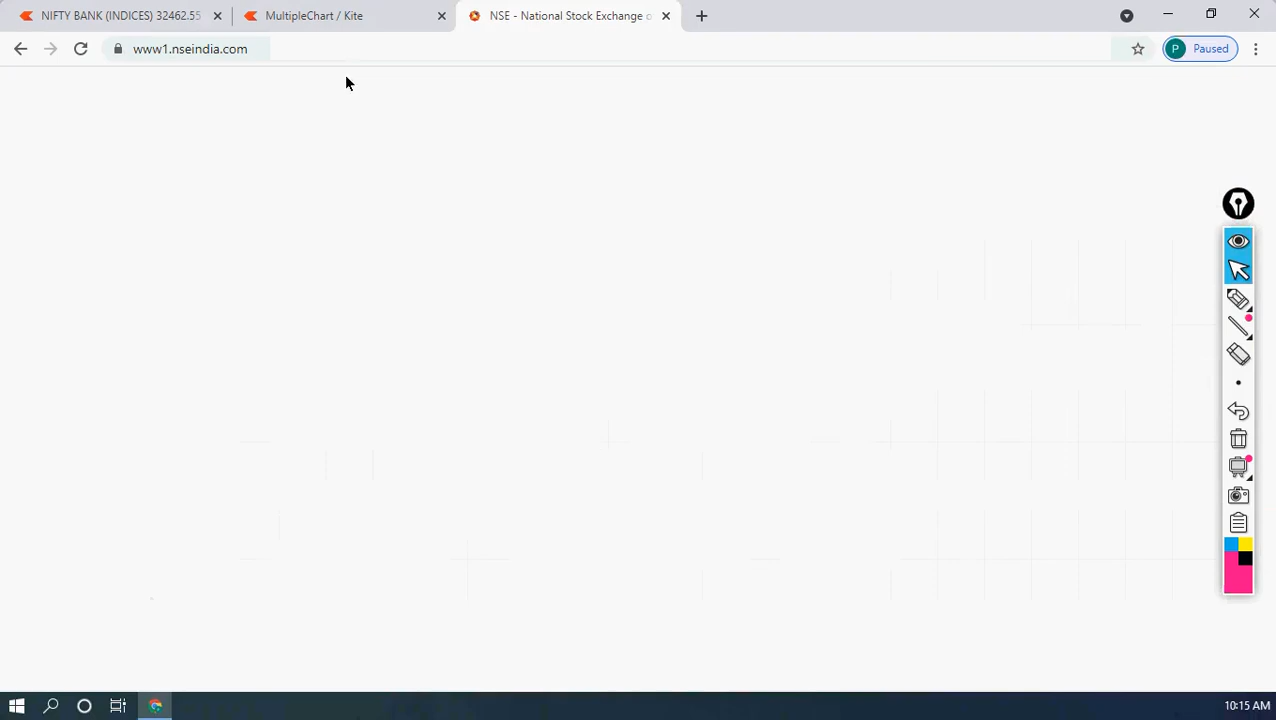 NIFTY BANK (INDICES) 32462.55
MultipleChart / Kite
NSE - National Stock Exchange o
www1.nseindia.com
P
Paused
10:15 AM